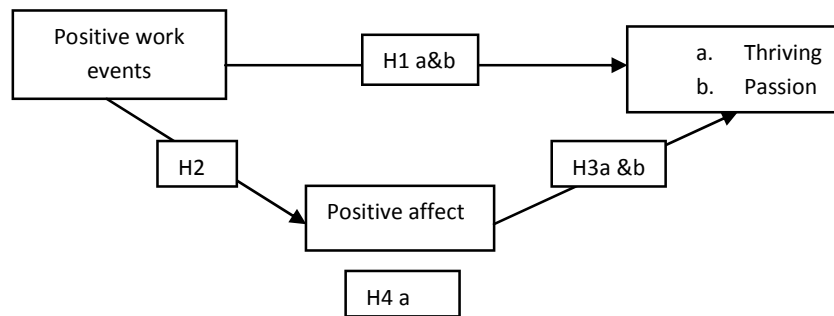 Positive work
events
H1 a&b
a. Thriving
b. Passion
H2
H3a &b
Positive affect
H4 a